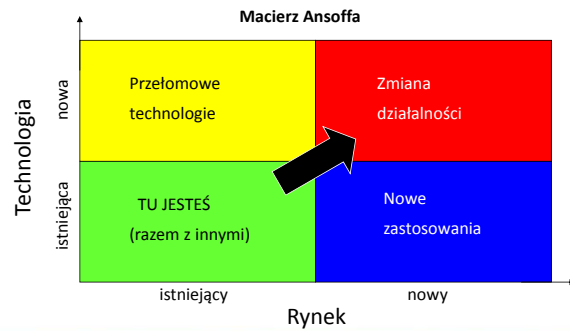 Macierz Ansoffa
Technologia
nowa
istniejąca
Przełomowe
technologie
Zmiana
działalności
TU JESTEŚ
(razem z innymi)
Nowe
zastosowania
istniejący
nowy
Rynek